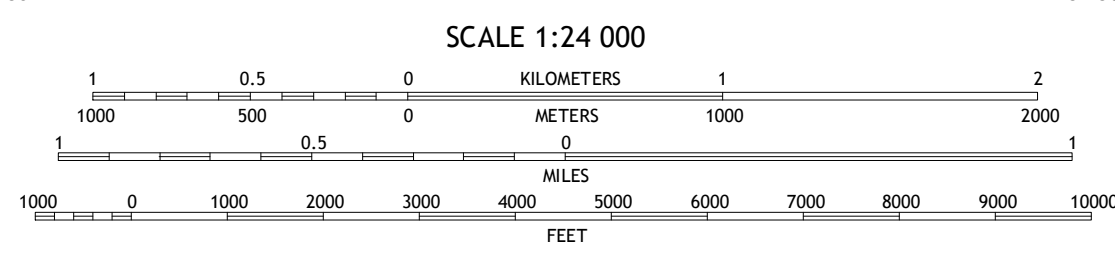 SCALE 1:24 000
1 0.5 0 KILOMETERS 1 2
1000 500 0 METERS 1000 2000
1 0.5 0 1
MILES
1000 0 1000 2000 3000 4000 5000 6000 7000 8000 9000 10000
FEET